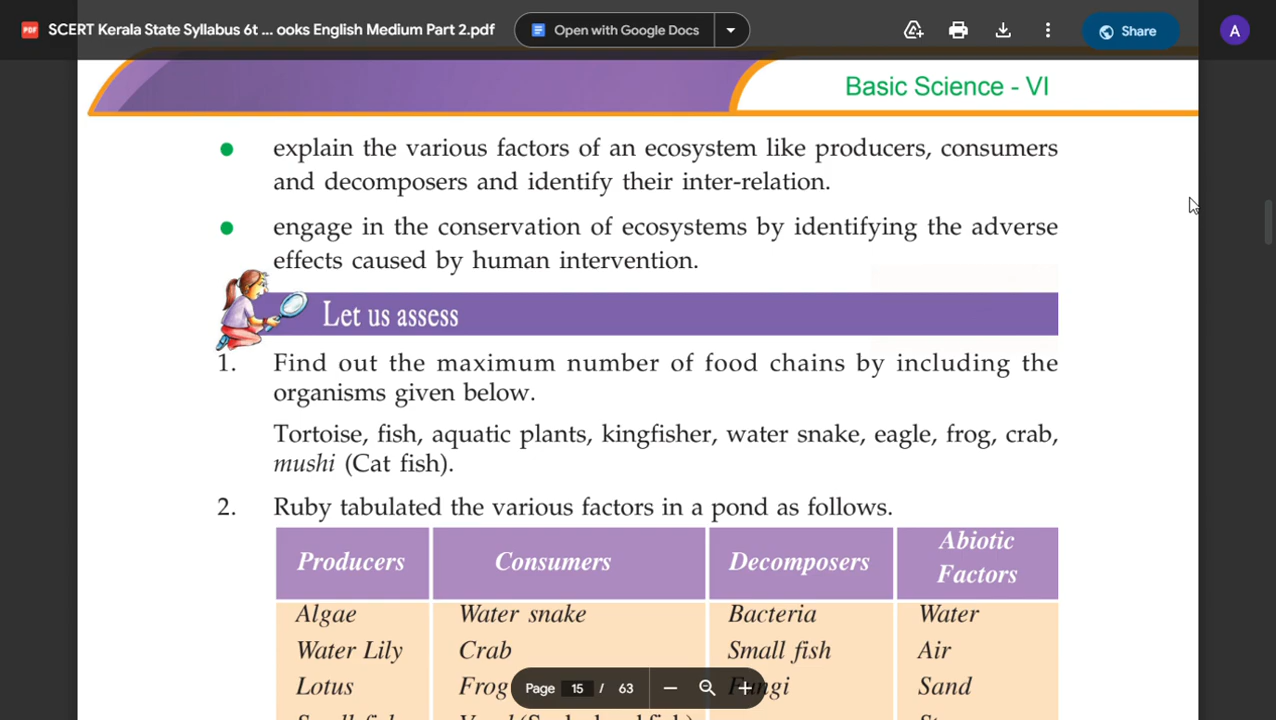 SCERT Kerala State Syllabus 6t ... ooks English Medium Part 2.pdf
Open with Google Docs
Share
A
Basic Science - VI
explain the various factors of an ecosystem like producers, consumers
and decomposers and identify their inter-relation.
engage in the conservation of ecosystems by identifying the adverse
effects caused by human intervention.
Let us assess
1. Find out the maximum number of food chains by including the
organisms given below.
Tortoise, fish, aquatic plants, kingfisher, water snake, eagle, frog, crab,
mushi (Cat fish).
2. Ruby tabulated the various factors in a pond as follows.
Producers Consumers Decomposers Abiotic Factors
Algae Water snake Bacteria Water
Water Lily Crab Small fish Air
Lotus Frog Sand
Page 15 / 63